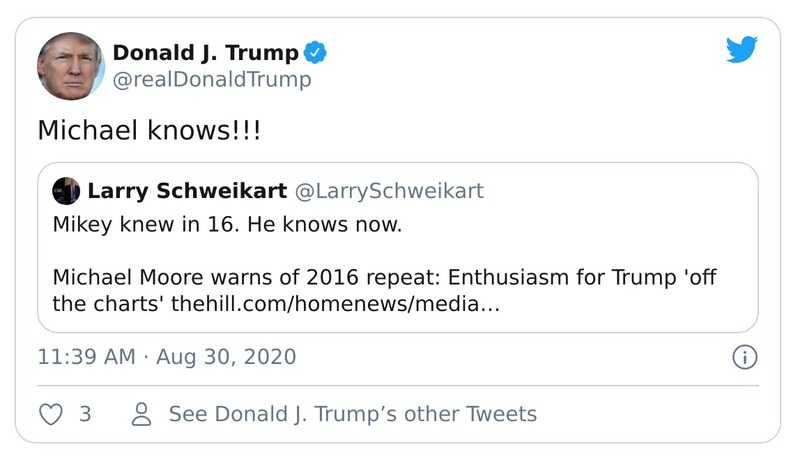 Donald J. Trump
@realDonaldTrump
Michael knows!!!
Larry Schweikart @LarrySchweikart
Mikey knew in 16. He knows now.
Michael Moore warns of 2016 repeat: Enthusiasm for Trump 'off
the charts' thehill.com/homenews/media…
11:39 AM · Aug 30, 2020
3 See Donald J. Trump’s other Tweets